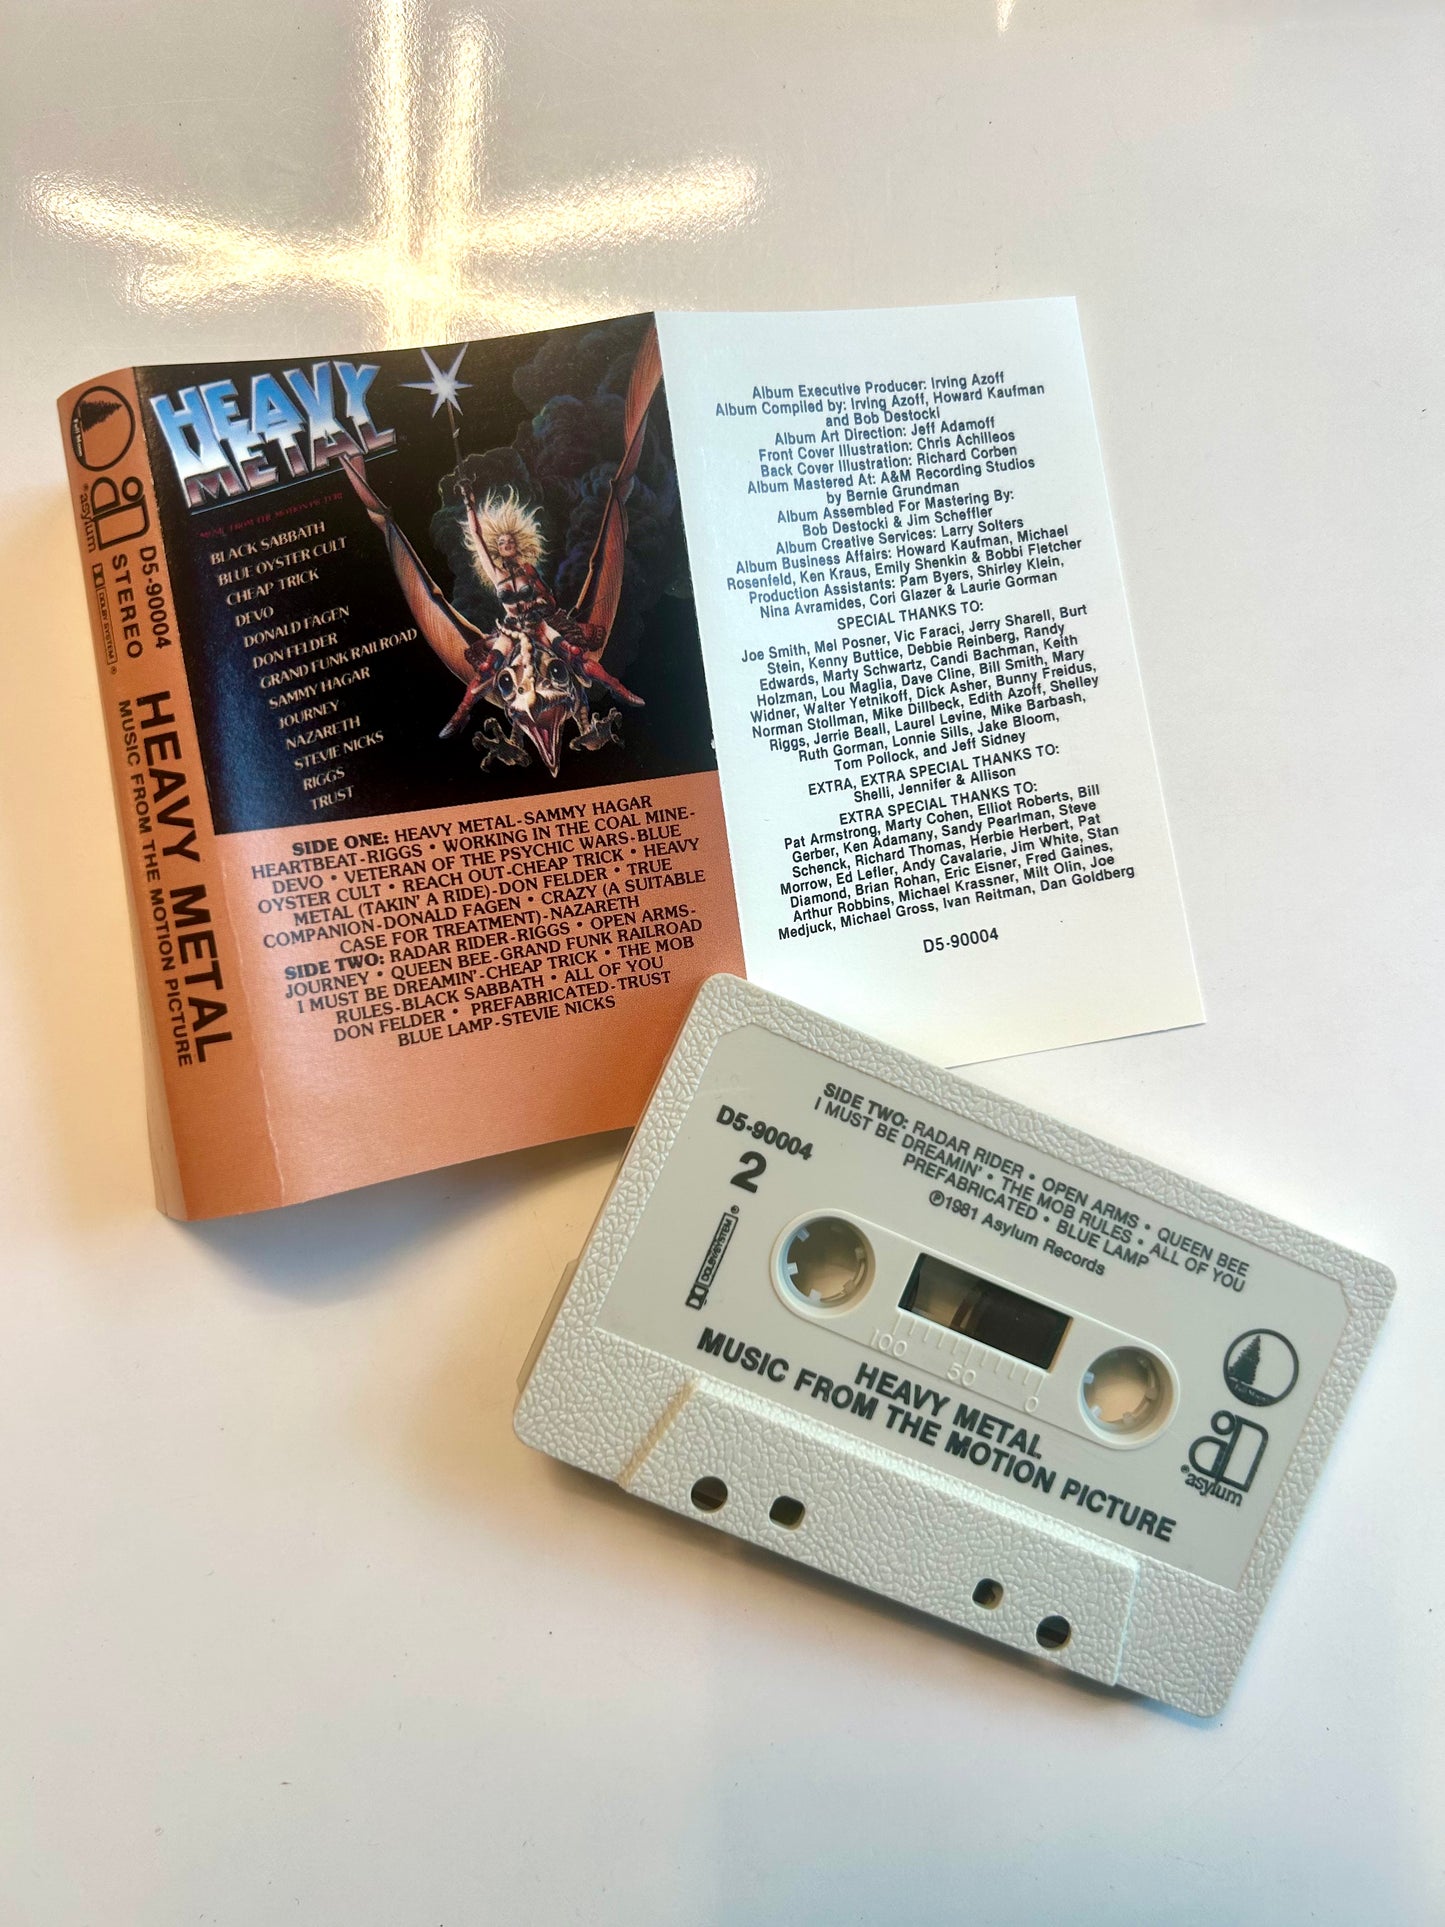 Full Moon
® asylum
D5-90004
STEREO
DOLBY SYSTEM ®
HEAVY METAL
MUSIC FROM THE MOTION PICTURE
HEAVY
METAL
MUSIC FROM THE MOTION PICTURE
BLACK SABBATH
BLUE OYSTER CULT
CHEAP TRICK
DEVO
DONALD FAGEN
DON FELDER
GRAND FUNK RAILROAD
SAMMY HAGAR
JOURNEY
NAZARETH
STEVIE NICKS
RIGGS
TRUST
SIDE ONE: HEAVY METAL-SAMMY HAGAR
HEARTBEAT-RIGGS • WORKING IN THE COAL MINE-
DEVO • VETERAN OF THE PSYCHIC WARS-BLUE
OYSTER CULT • REACH OUT-CHEAP TRICK • HEAVY
METAL (TAKIN' A RIDE)-DON FELDER • TRUE
COMPANION-DONALD FAGEN • CRAZY (A SUITABLE
CASE FOR TREATMENT)-NAZARETH
SIDE TWO: RADAR RIDER-RIGGS • OPEN ARMS-
JOURNEY • QUEEN BEE-GRAND FUNK RAILROAD
I MUST BE DREAMIN'-CHEAP TRICK • THE MOB
RULES-BLACK SABBATH • ALL OF YOU
DON FELDER • PREFABRICATED-TRUST
BLUE LAMP-STEVIE NICKS
Album Executive Producer: Irving Azoff
Album Compiled by: Irving Azoff, Howard Kaufman
and Bob Destocki
Album Art Direction: Jeff Adamoff
Front Cover Illustration: Chris Achilleos
Back Cover Illustration: Richard Corben
Album Mastered At: A&M Recording Studios
by Bernie Grundman
Album Assembled For Mastering By:
Bob Destocki & Jim Scheffler
Album Creative Services: Larry Solters
Album Business Affairs: Howard Kaufman, Michael
Rosenfeld, Ken Kraus, Emily Shenkin & Bobbi Fletcher
Production Assistants: Pam Byers, Shirley Klein,
Nina Avramides, Cori Glazer & Laurie Gorman
SPECIAL THANKS TO:
Joe Smith, Mel Posner, Vic Faraci, Jerry Sharell, Burt
Stein, Kenny Buttice, Debbie Reinberg, Randy
Edwards, Marty Schwartz, Candi Bachman, Keith
Holzman, Lou Maglia, Dave Cline, Bill Smith, Mary
Widner, Walter Yetnikoff, Dick Asher, Bunny Freidus,
Norman Stollman, Mike Dillbeck, Edith Azoff, Shelley
Riggs, Jerrie Beall, Laurel Levine, Mike Barbash,
Ruth Gorman, Lonnie Sills, Jake Bloom,
Tom Pollock, and Jeff Sidney
EXTRA, EXTRA SPECIAL THANKS TO:
Shelli, Jennifer & Allison
EXTRA SPECIAL THANKS TO:
Pat Armstrong, Marty Cohen, Elliot Roberts, Bill
Gerber, Ken Adamany, Sandy Pearlman, Steve
Schenck, Richard Thomas, Herbie Herbert, Pat
Morrow, Ed Lefler, Andy Cavalarie, Jim White, Stan
Diamond, Brian Rohan, Eric Eisner, Fred Gaines,
Arthur Robbins, Michael Krassner, Milt Olin, Joe
Medjuck, Michael Gross, Ivan Reitman, Dan Goldberg
D5-90004
D5-90004
2
DOLBY SYSTEM ®
SIDE TWO: RADAR RIDER • OPEN ARMS • QUEEN BEE
I MUST BE DREAMIN' • THE MOB RULES • ALL OF YOU
PREFABRICATED • BLUE LAMP
℗1981 Asylum Records
100 50 0
HEAVY METAL
MUSIC FROM THE MOTION PICTURE
Full Moon
® asylum